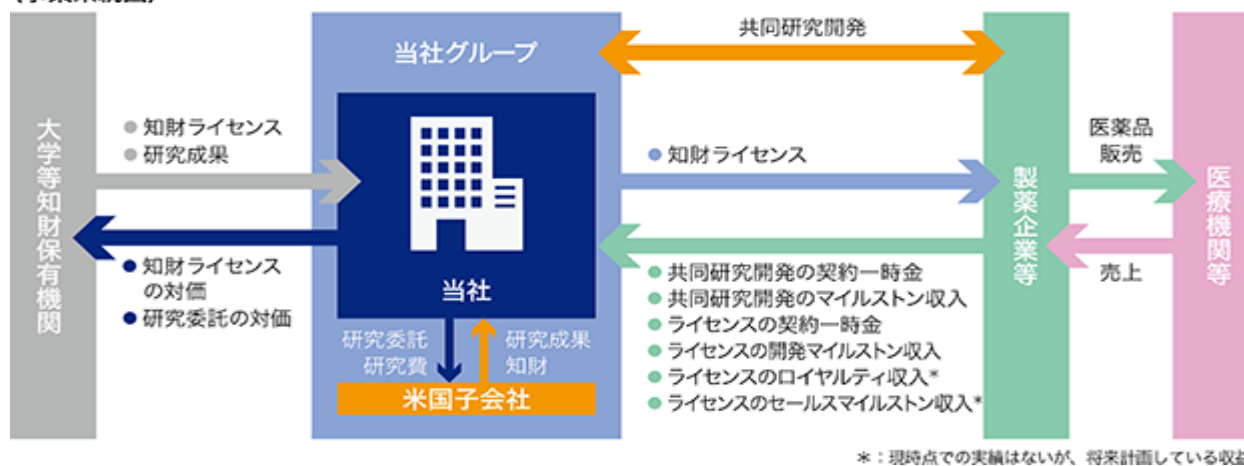 (事業系統図)
共同研究開発
当社グループ
大学等知財保有機関
知財ライセンス
研究成果
知財ライセンス
医薬品
販売
製薬企業等
医療機関等
知財ライセンス
の対価
研究委託の対価
当社
共同研究開発の契約一時金
共同研究開発のマイルストン収入
ライセンスの契約一時金
ライセンスの開発マイルストン収入
ライセンスのロイヤルティ収入*
ライセンスのセールスマイルストン収入*
売上
研究委託
研究費
研究成果
知財
米国子会社
*:現時点での実績はないが、将来計画している収益